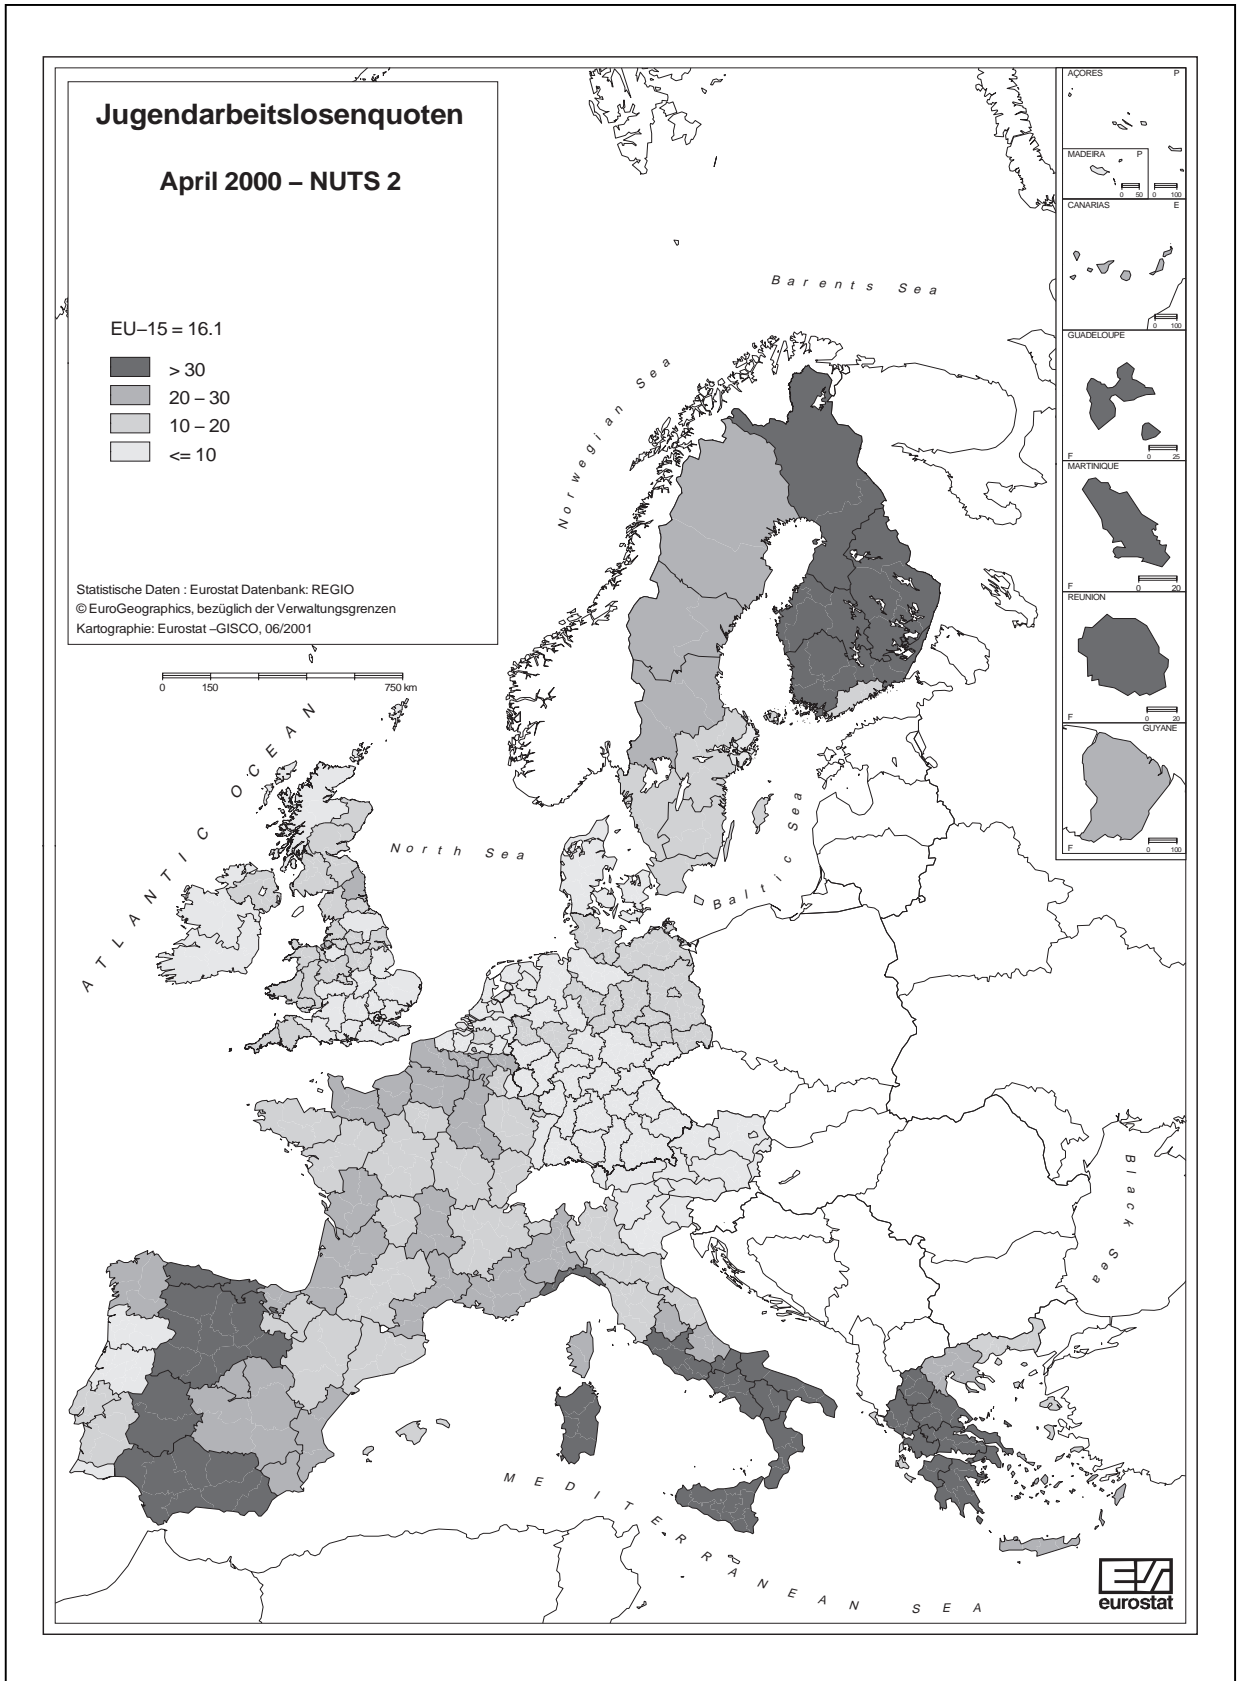 Jugendarbeitslosenquoten
April 2000 – NUTS 2
EU–15 = 16.1
> 30
20 – 30
10 – 20
<= 10
Statistische Daten : Eurostat Datenbank: REGIO
© EuroGeographics, bezüglich der Verwaltungsgrenzen
Kartographie: Eurostat –GISCO, 06/2001
0 150 750 km
Barents Sea
Norwegian Sea
ATLANTIC OCEAN
North Sea
Baltic Sea
Black Sea
MEDITERRANEAN SEA
AÇORES P
MADEIRA P
0 50 0 100
CANARIAS E
0 100
GUADELOUPE
F 0 25
MARTINIQUE
F 0 20
REUNION
F 0 20
GUYANE
F 0 100
eurostat